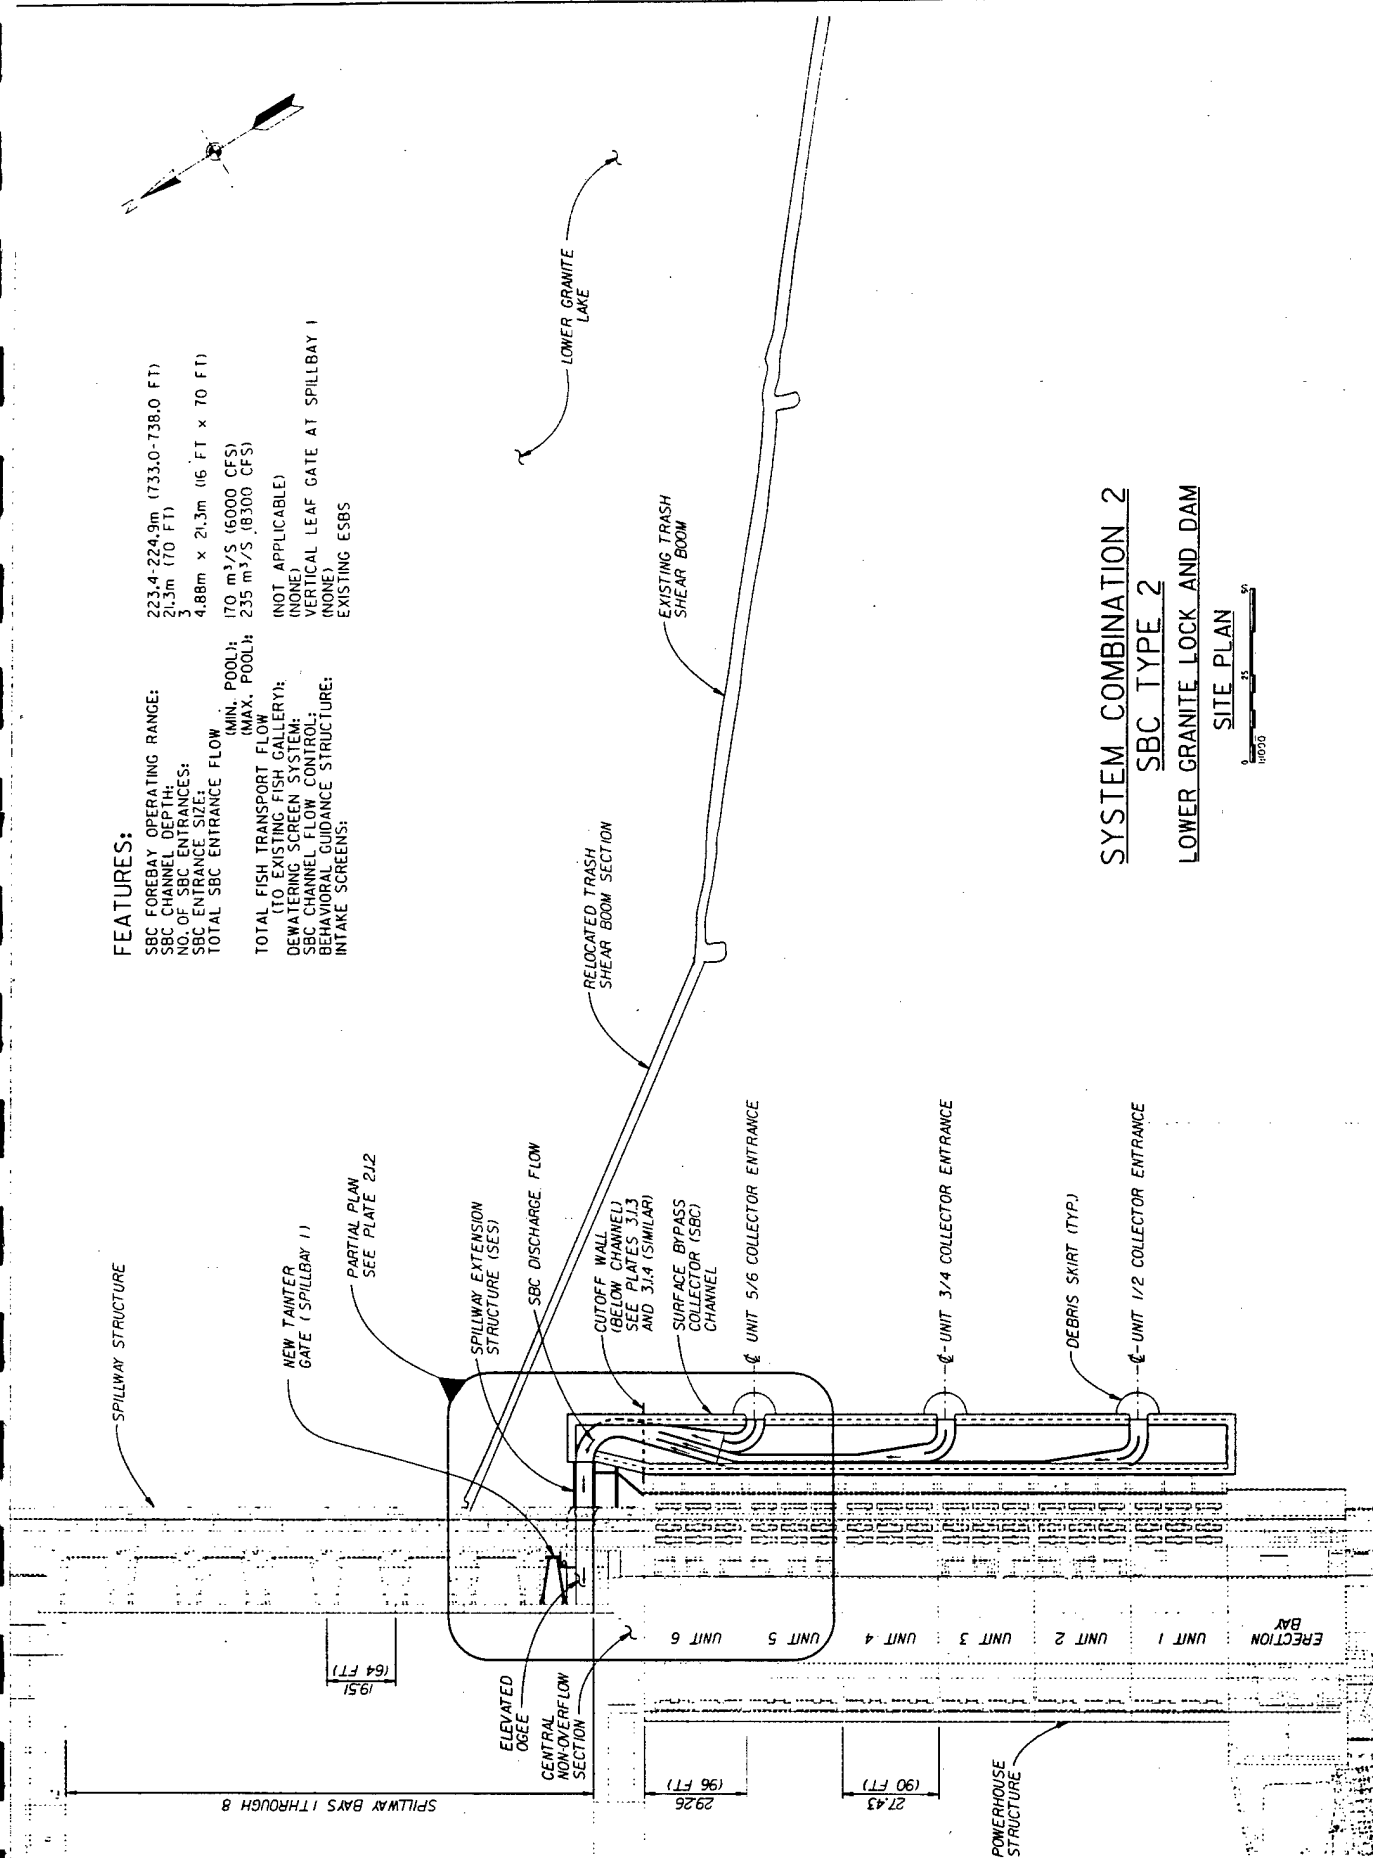 FEATURES:
SBC FOREBAY OPERATING RANGE: 223.4-224.9m (733.0-738.0 FT)
SBC CHANNEL DEPTH: 21.3m (70 FT)
NO. OF SBC ENTRANCES: 3
SBC ENTRANCE SIZE: 4.88m x 21.3m (16 FT x 70 FT)
TOTAL SBC ENTRANCE FLOW
(MIN. POOL): 170 m³/S (6000 CFS)
(MAX. POOL): 235 m³/S (8300 CFS)
TOTAL FISH TRANSPORT FLOW
(TO EXISTING FISH GALLERY): (NOT APPLICABLE)
DEWATERING SCREEN SYSTEM: (NONE)
SBC CHANNEL FLOW CONTROL: VERTICAL LEAF GATE AT SPILLBAY 1
BEHAVIORAL GUIDANCE STRUCTURE: (NONE)
INTAKE SCREENS: EXISTING ESBS
N
LOWER GRANITE
LAKE
EXISTING TRASH
SHEAR BOOM
RELOCATED TRASH
SHEAR BOOM SECTION
SPILLWAY STRUCTURE
NEW TAINTER
GATE (SPILLBAY 1)
PARTIAL PLAN
SEE PLATE 2.1.2
SPILLWAY EXTENSION
STRUCTURE (SES)
SBC DISCHARGE FLOW
CUTOFF WALL
(BELOW CHANNEL)
SEE PLATES 3.1.3
AND 3.1.4 (SIMILAR)
SURFACE BYPASS
COLLECTOR (SBC)
CHANNEL
℄ UNIT 5/6 COLLECTOR ENTRANCE
℄ UNIT 3/4 COLLECTOR ENTRANCE
DEBRIS SKIRT (TYP.)
℄ UNIT 1/2 COLLECTOR ENTRANCE
ELEVATED
OGEE
CENTRAL
NON-OVERFLOW
SECTION
POWERHOUSE
STRUCTURE
UNIT 6
UNIT 5
UNIT 4
UNIT 3
UNIT 2
UNIT 1
ERECTION
BAY
19.51
(64 FT)
SPILLWAY BAYS 1 THROUGH 8
29.26
(96 FT)
27.43
(90 FT)
SYSTEM COMBINATION 2
SBC TYPE 2
LOWER GRANITE LOCK AND DAM
SITE PLAN
0 25 50
1:1000